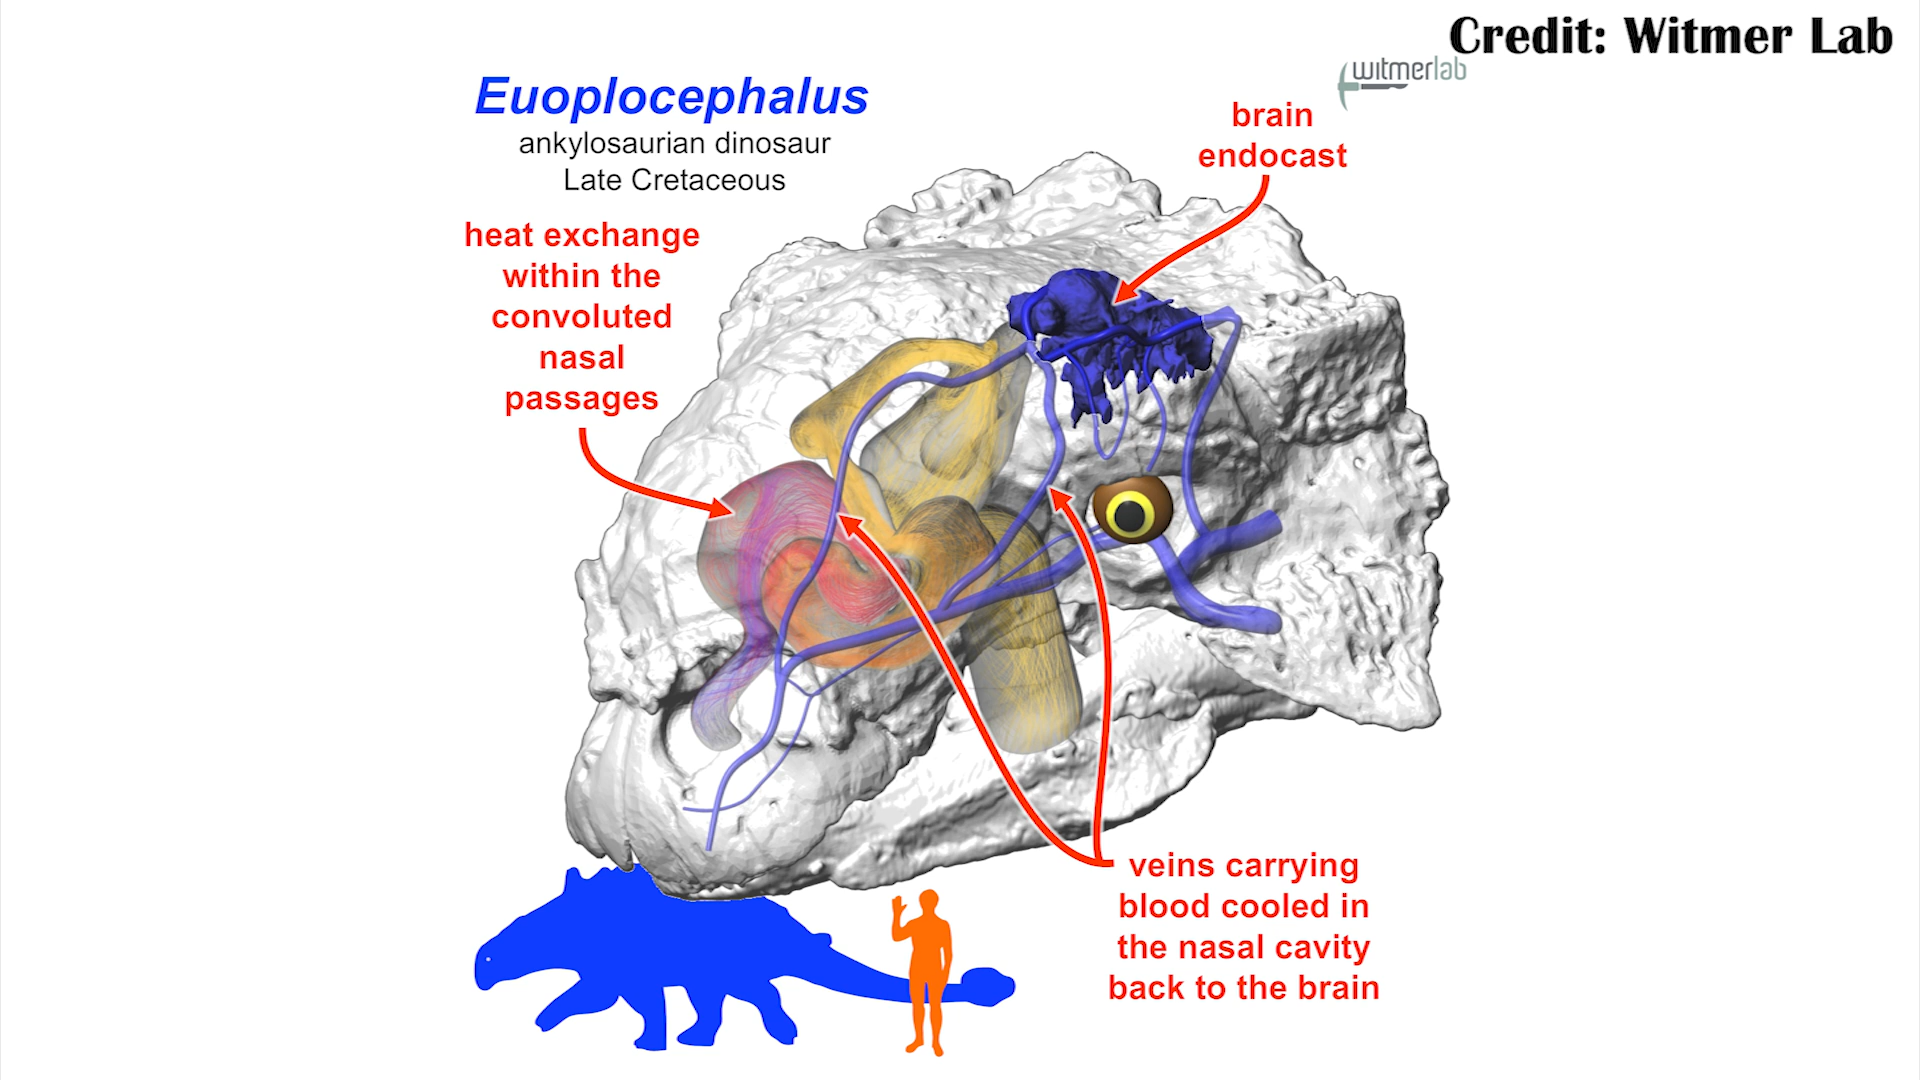 Credit: Witmer Lab
witmerlab
Euoplocephalus
ankylosaurian dinosaur
Late Cretaceous
brain
endocast
heat exchange
within the
convoluted
nasal
passages
veins carrying
blood cooled in
the nasal cavity
back to the brain